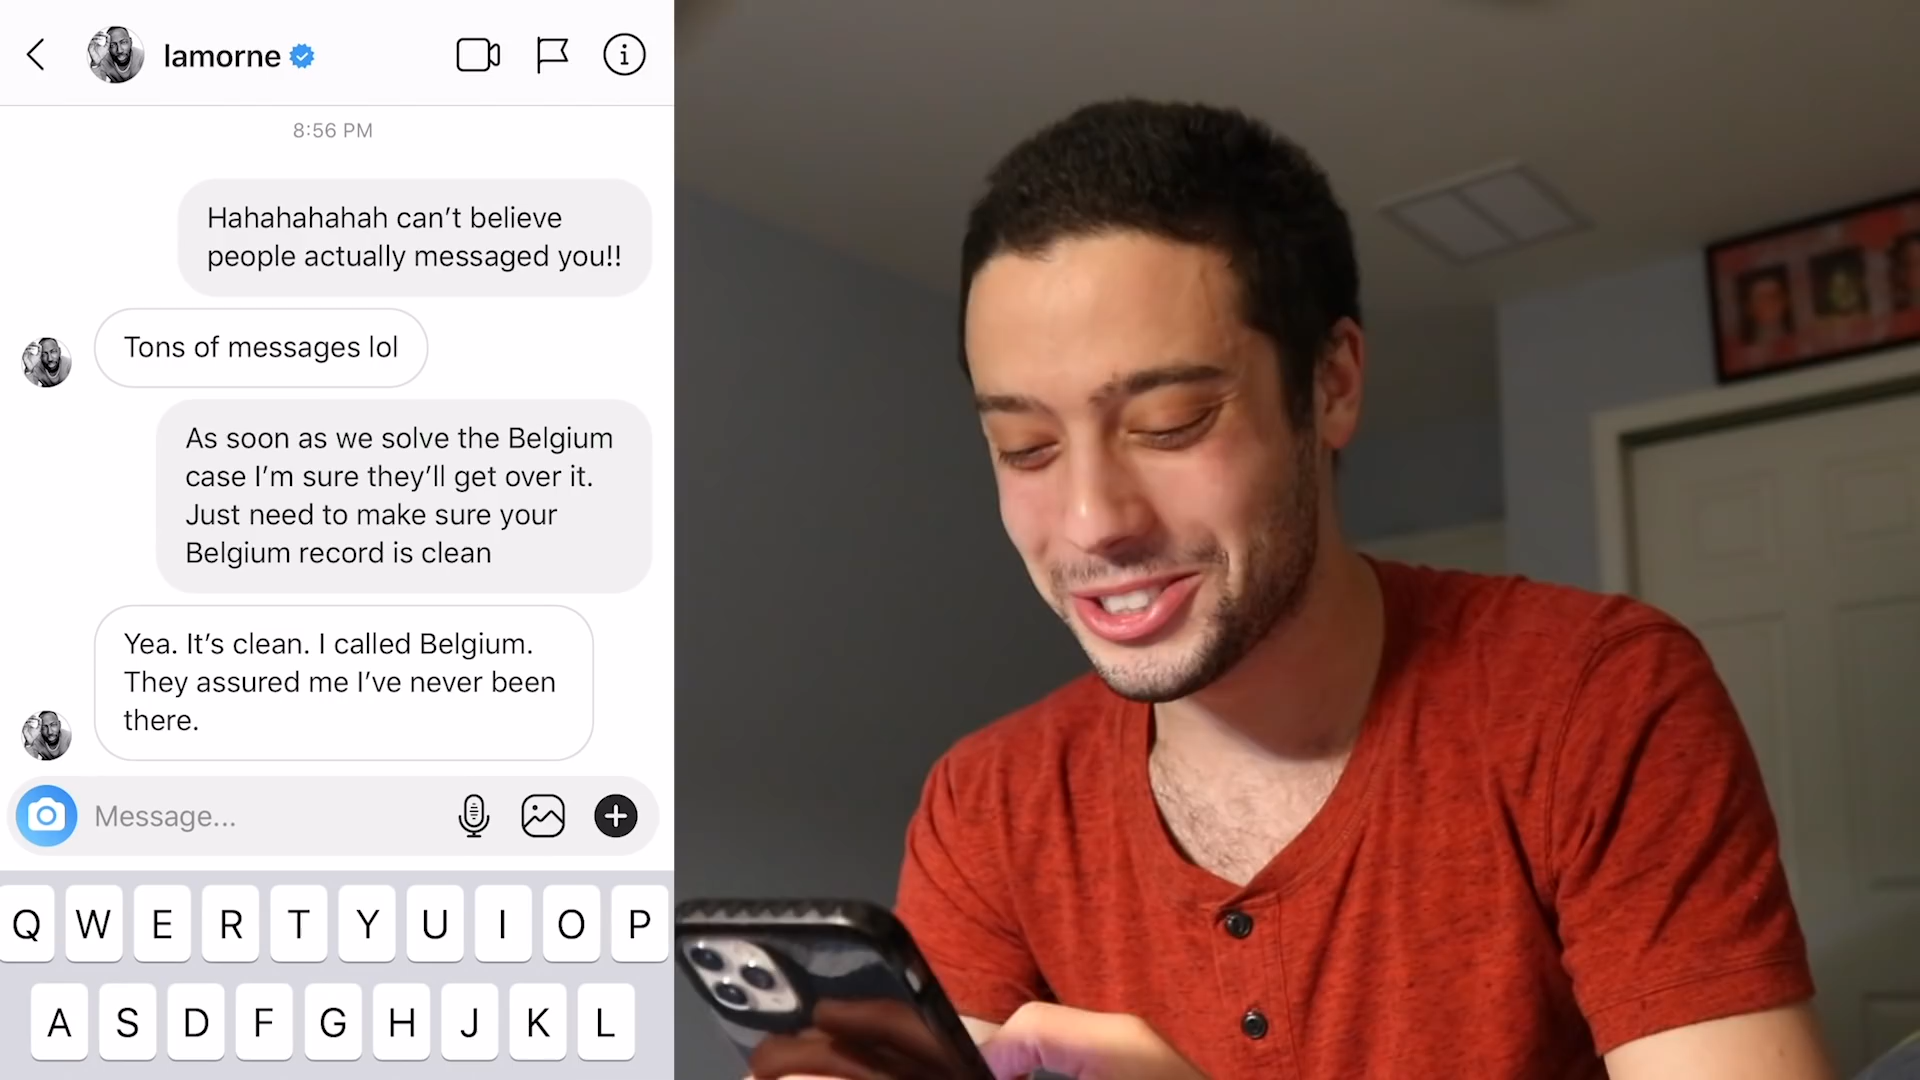 lamorne
8:56 PM
Hahahahahah can't believe
people actually messaged you!!
Tons of messages lol
As soon as we solve the Belgium
case I'm sure they'll get over it.
Just need to make sure your
Belgium record is clean
Yea. It's clean. I called Belgium.
They assured me I've never been
there.
Message...
Q W E R T Y U I O P
A S D F G H J K L